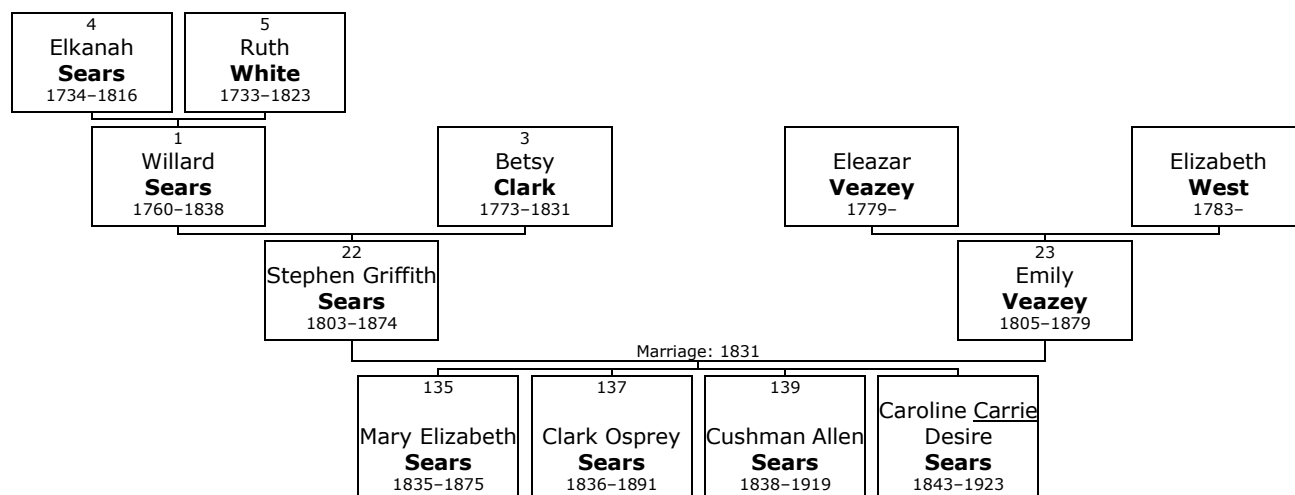 4
Elkanah
Sears
1734–1816
5
Ruth
White
1733–1823
1
Willard
Sears
1760–1838
3
Betsy
Clark
1773–1831
Eleazar
Veazey
1779–
Elizabeth
West
1783–
22
Stephen Griffith
Sears
1803–1874
23
Emily
Veazey
1805–1879
Marriage: 1831
135
Mary Elizabeth
Sears
1835–1875
137
Clark Osprey
Sears
1836–1891
139
Cushman Allen
Sears
1838–1919
Caroline Carrie
Desire
Sears
1843–1923